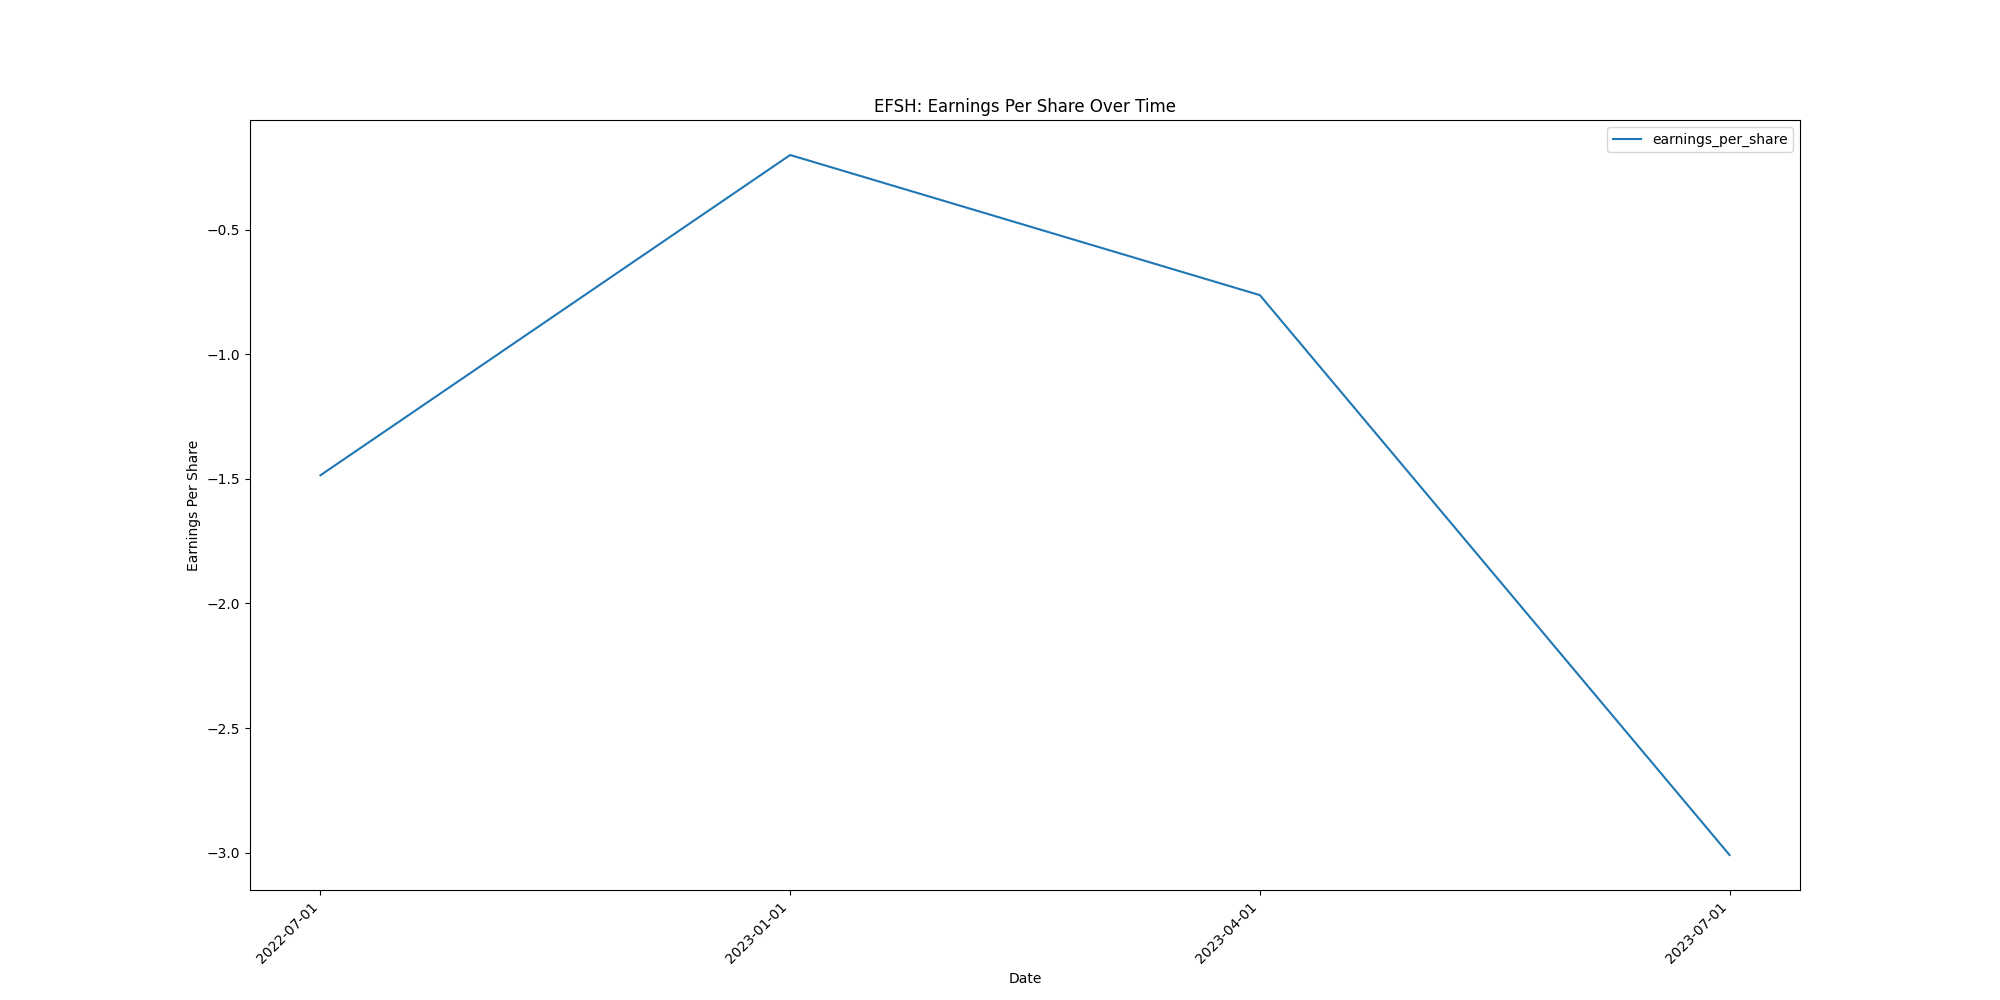 EFSH: Earnings Per Share Over Time
earnings_per_share
−0.5
−1.0
−1.5
−2.0
−2.5
−3.0
Earnings Per Share
2022-07-01
2023-01-01
2023-04-01
2023-07-01
Date